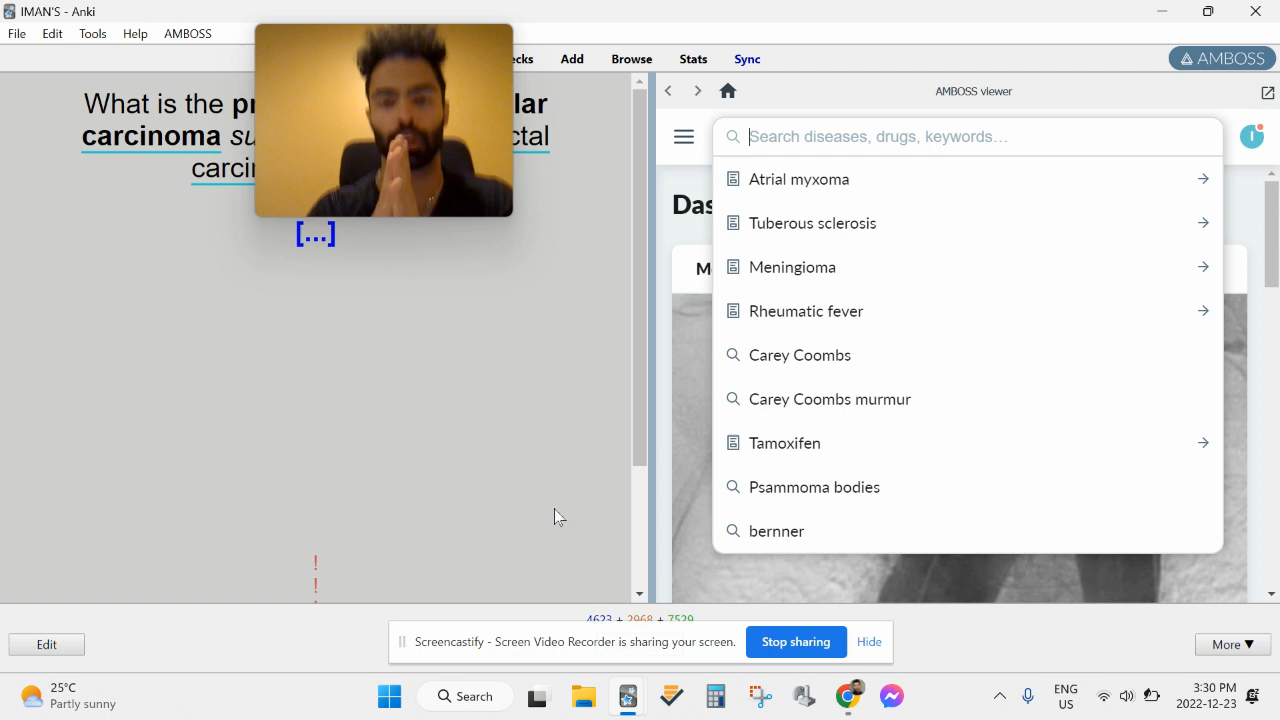 IMAN'S - Anki
File Edit Tools Help AMBOSS
ecks Add Browse Stats Sync
AMBOSS
What is the
lar
carcinoma
ctal
[...]
AMBOSS viewer
Search diseases, drugs, keywords…
I
Atrial myxoma
Tuberous sclerosis
Meningioma
Rheumatic fever
Carey Coombs
Carey Coombs murmur
Tamoxifen
Psammoma bodies
bernner
!
!
4623 + 2968 + 7529
Edit
Screencastify - Screen Video Recorder is sharing your screen. Stop sharing Hide
More ▼
25°C
Partly sunny
Search
ENG
US
3:30 PM
2022-12-23